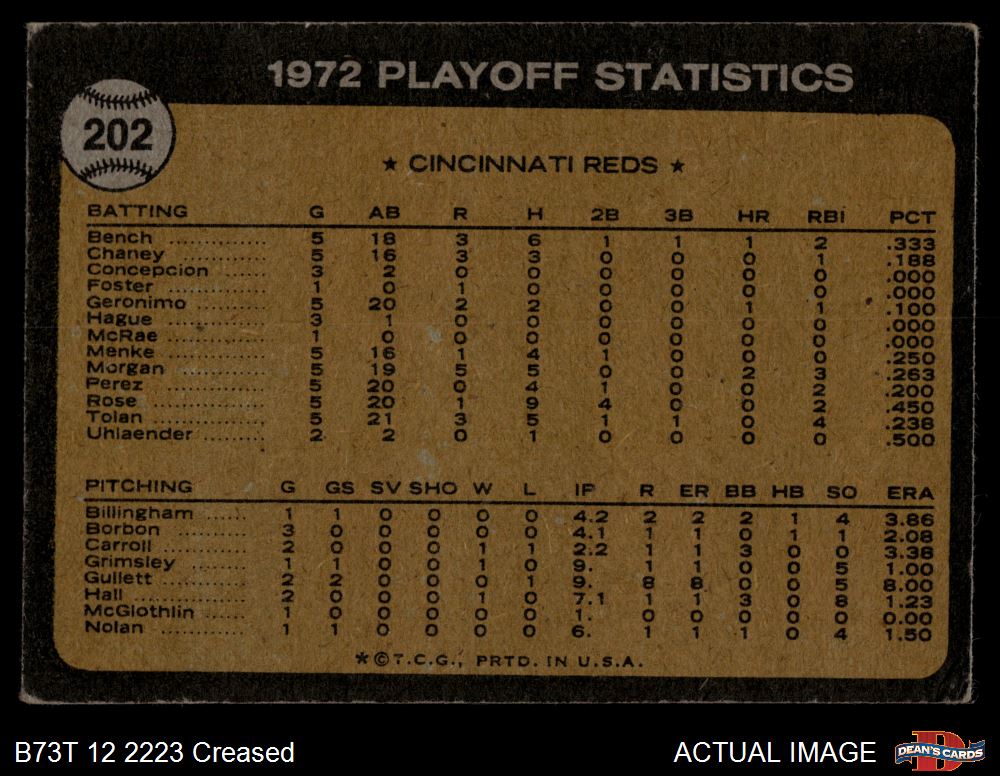 1972 PLAYOFF STATISTICS
202
★ CINCINNATI REDS ★
BATTING G AB R H 2B 3B HR RBI PCT
Bench .............. 5 18 3 6 1 1 1 2 .333
Chaney .............. 5 16 3 3 0 0 0 1 .188
Concepcion ....... 3 2 0 0 0 0 0 0 .000
Foster .............. 1 0 1 0 0 0 0 0 .000
Geronimo .......... 5 20 2 2 0 0 1 1 .100
Hague .............. 3 1 0 0 0 0 0 0 .000
McRae .............. 1 0 0 0 0 0 0 0 .000
Menke .............. 5 16 1 4 1 0 0 0 .250
Morgan ............. 5 19 5 5 0 0 2 3 .263
Perez .............. 5 20 0 4 1 0 0 2 .200
Rose .............. 5 20 1 9 4 0 0 2 .450
Tolan .............. 5 21 3 5 1 1 0 4 .238
Uhlaender ......... 2 2 0 1 0 0 0 0 .500
PITCHING G GS SV SHO W L IP R ER BB HB SO ERA
Billingham ...... 1 1 0 0 0 0 4.2 2 2 2 1 4 3.86
Borbon .............. 3 0 0 0 0 0 4.1 1 1 0 1 1 2.08
Carroll .............. 2 0 0 0 1 1 2.2 1 1 3 0 0 3.38
Grimsley ........... 1 1 0 0 1 0 9. 1 1 0 0 5 1.00
Gullett .............. 2 2 0 0 0 1 9. 8 8 0 0 5 8.00
Hall .............. 2 0 0 0 1 0 7.1 1 1 3 0 8 1.23
McGlothlin ....... 1 0 0 0 0 0 1. 0 0 0 0 0 0.00
Nolan .............. 1 1 0 0 0 0 6. 1 1 1 0 4 1.50
*©T.C.G., PRTD. IN U.S.A.
B73T 12 2223 Creased
ACTUAL IMAGE
D
DEAN'S CARDS